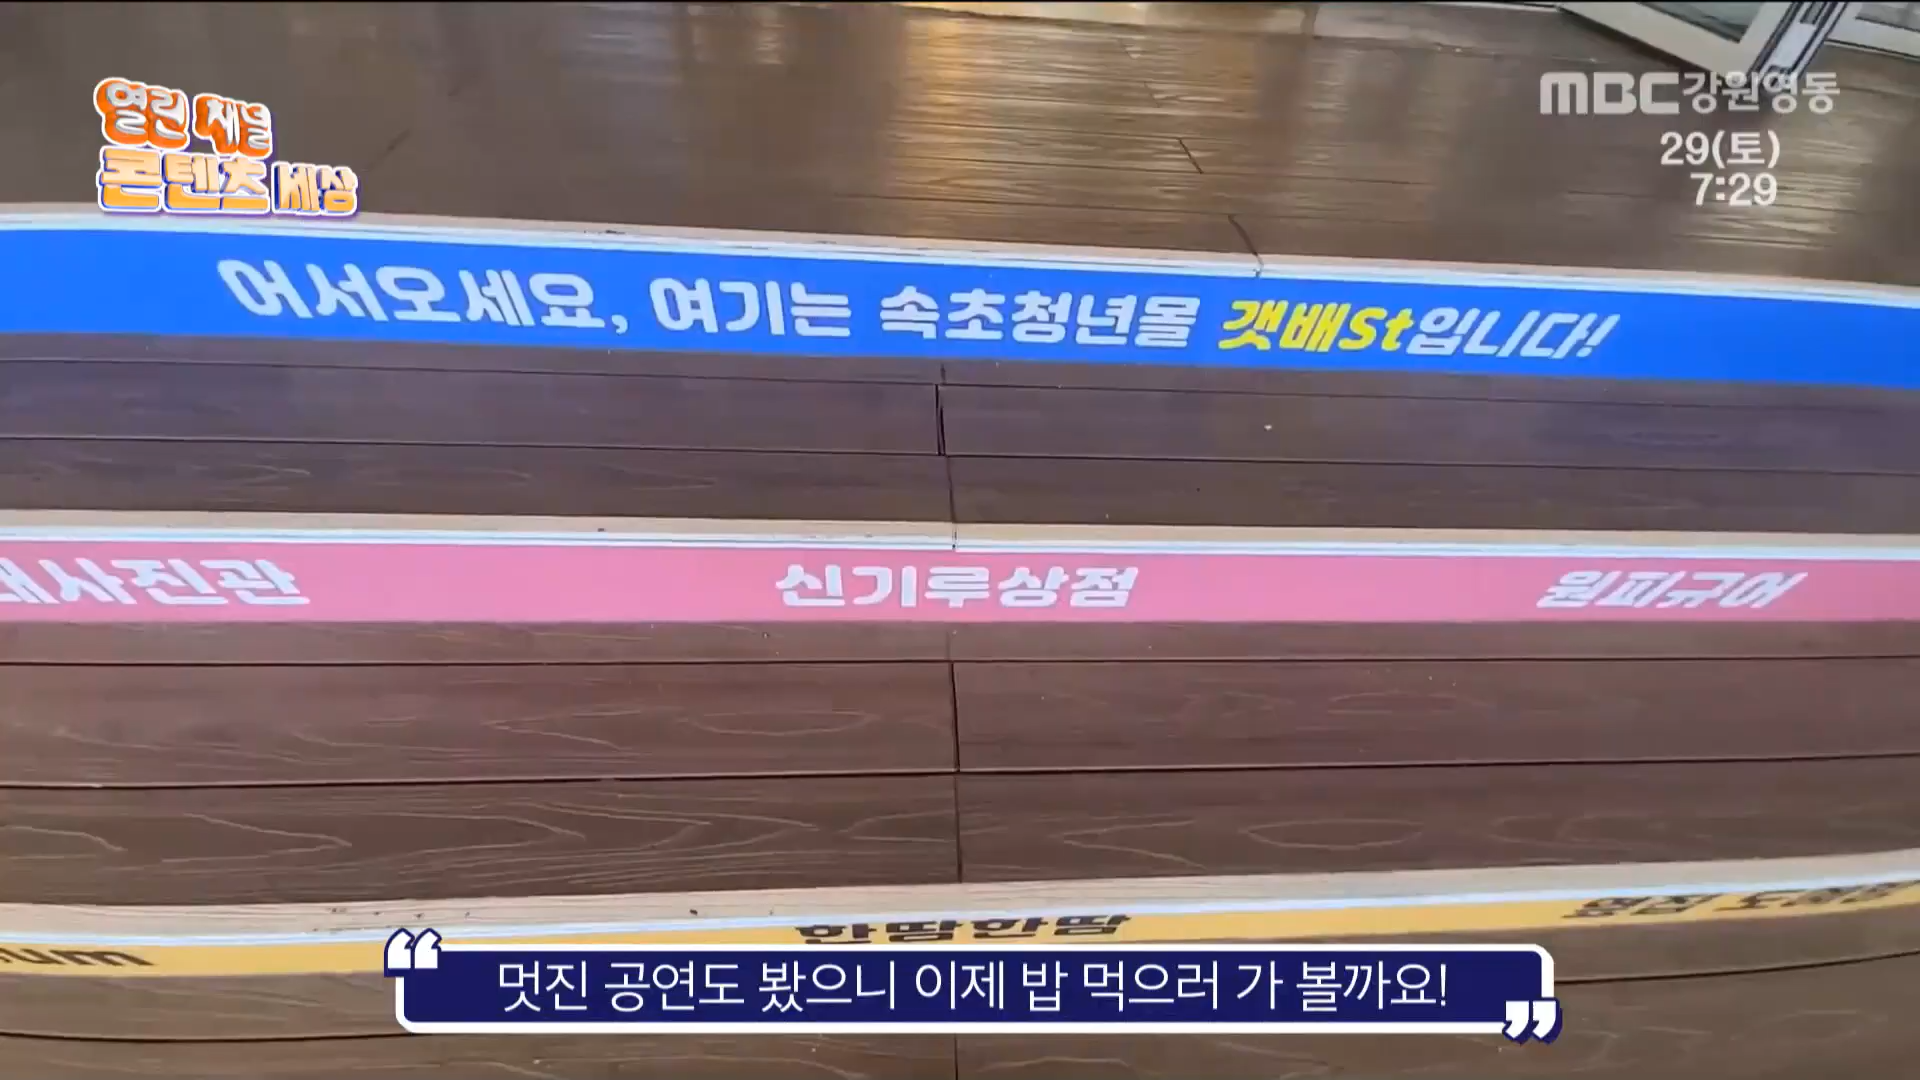 열린 채널
콘텐츠 세상
MBC강원영동
29(토)
7:29
어서오세요, 여기는 속초청년몰 갯배St입니다!
신기루상점
원피규어
한땀한땀
멋진 공연도 봤으니 이제 밥 먹으러 가 볼까요!